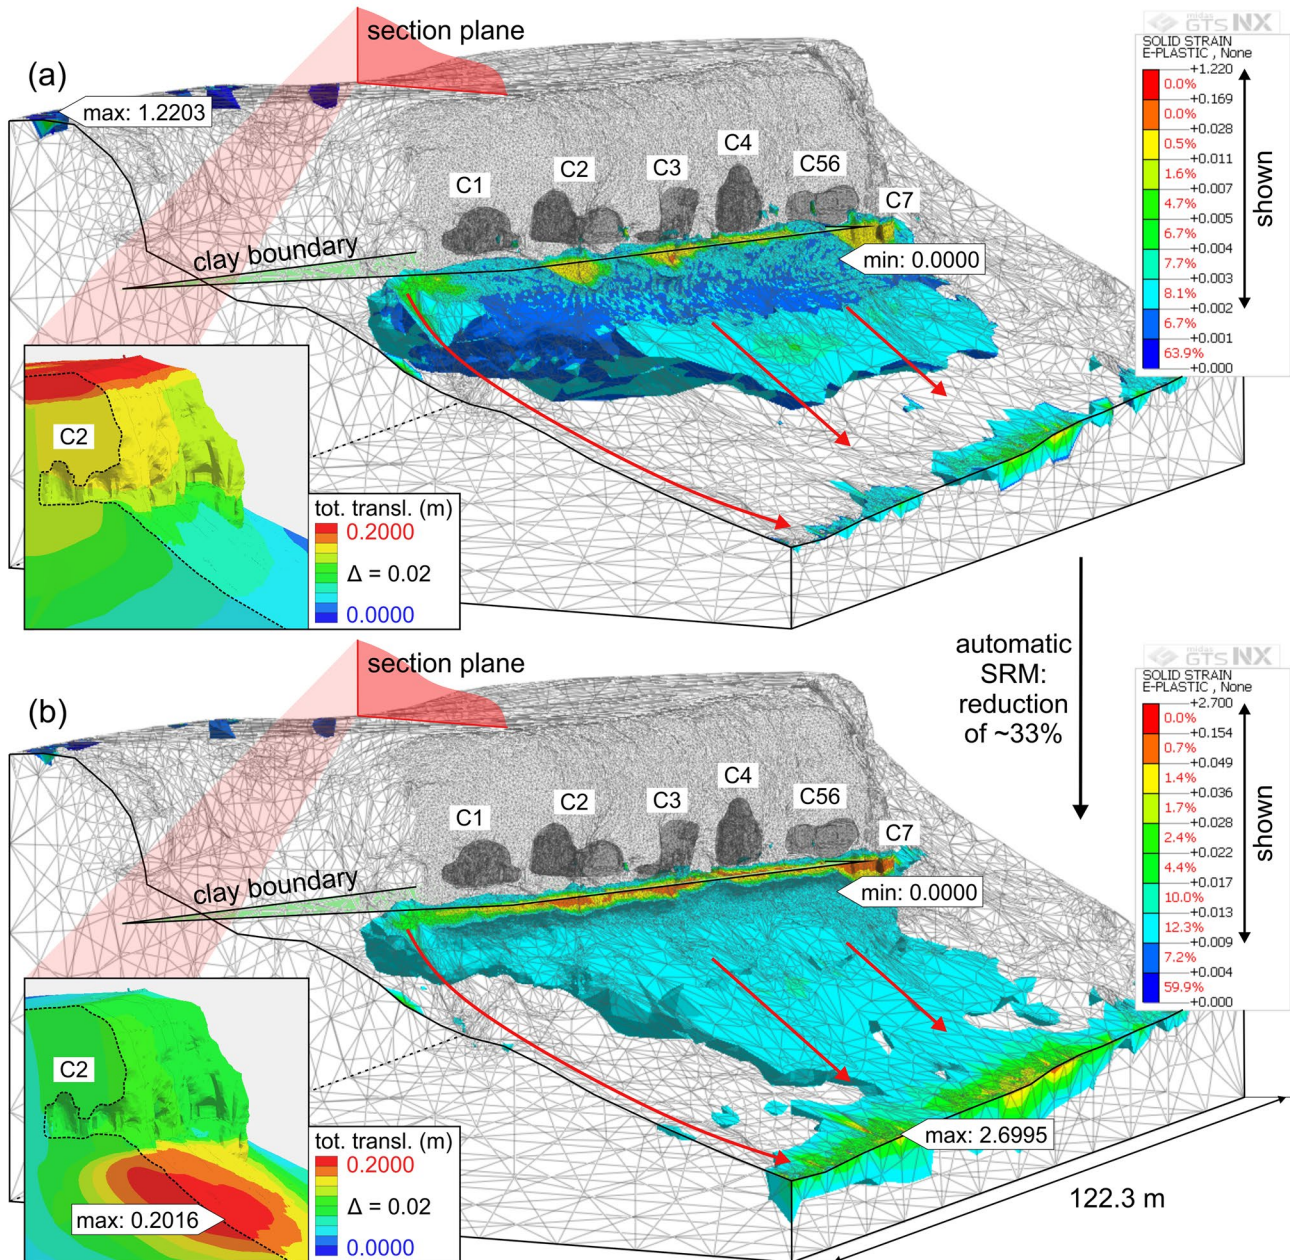 section plane
(a)
max: 1.2203
C1
C2
C3
C4
C56
C7
clay boundary
min: 0.0000
midas
GTS NX
SOLID STRAIN
E-PLASTIC , None
+1.220
0.0%
+0.169
0.0%
+0.028
0.5%
+0.011
1.6%
+0.007
4.7%
+0.005
6.7%
+0.004
7.7%
+0.003
8.1%
+0.002
6.7%
+0.001
63.9%
+0.000
shown
C2
tot. transl. (m)
0.2000
Δ = 0.02
0.0000
automatic
SRM:
reduction
of ~33%
section plane
(b)
C1
C2
C3
C4
C56
C7
clay boundary
min: 0.0000
midas
GTS NX
SOLID STRAIN
E-PLASTIC , None
+2.700
0.0%
+0.154
0.7%
+0.049
1.4%
+0.036
1.7%
+0.028
2.4%
+0.022
4.4%
+0.017
10.0%
+0.013
12.3%
+0.009
7.2%
+0.004
59.9%
+0.000
shown
C2
max: 0.2016
tot. transl. (m)
0.2000
Δ = 0.02
0.0000
max: 2.6995
122.3 m